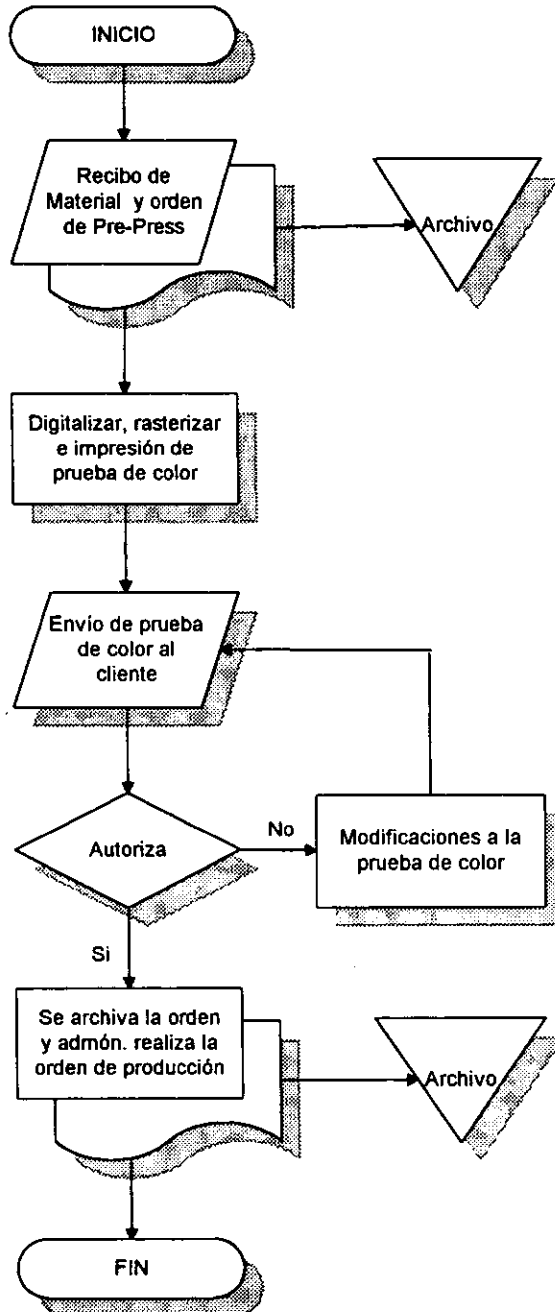 INICIO
Recibo de
Material y orden
de Pre-Press
Archivo
Digitalizar, rasterizar
e impresión de
prueba de color
Envío de prueba
de color al
cliente
Autoriza
No
Modificaciones a la
prueba de color
Si
Se archiva la orden
y admón. realiza la
orden de producción
Archivo
FIN